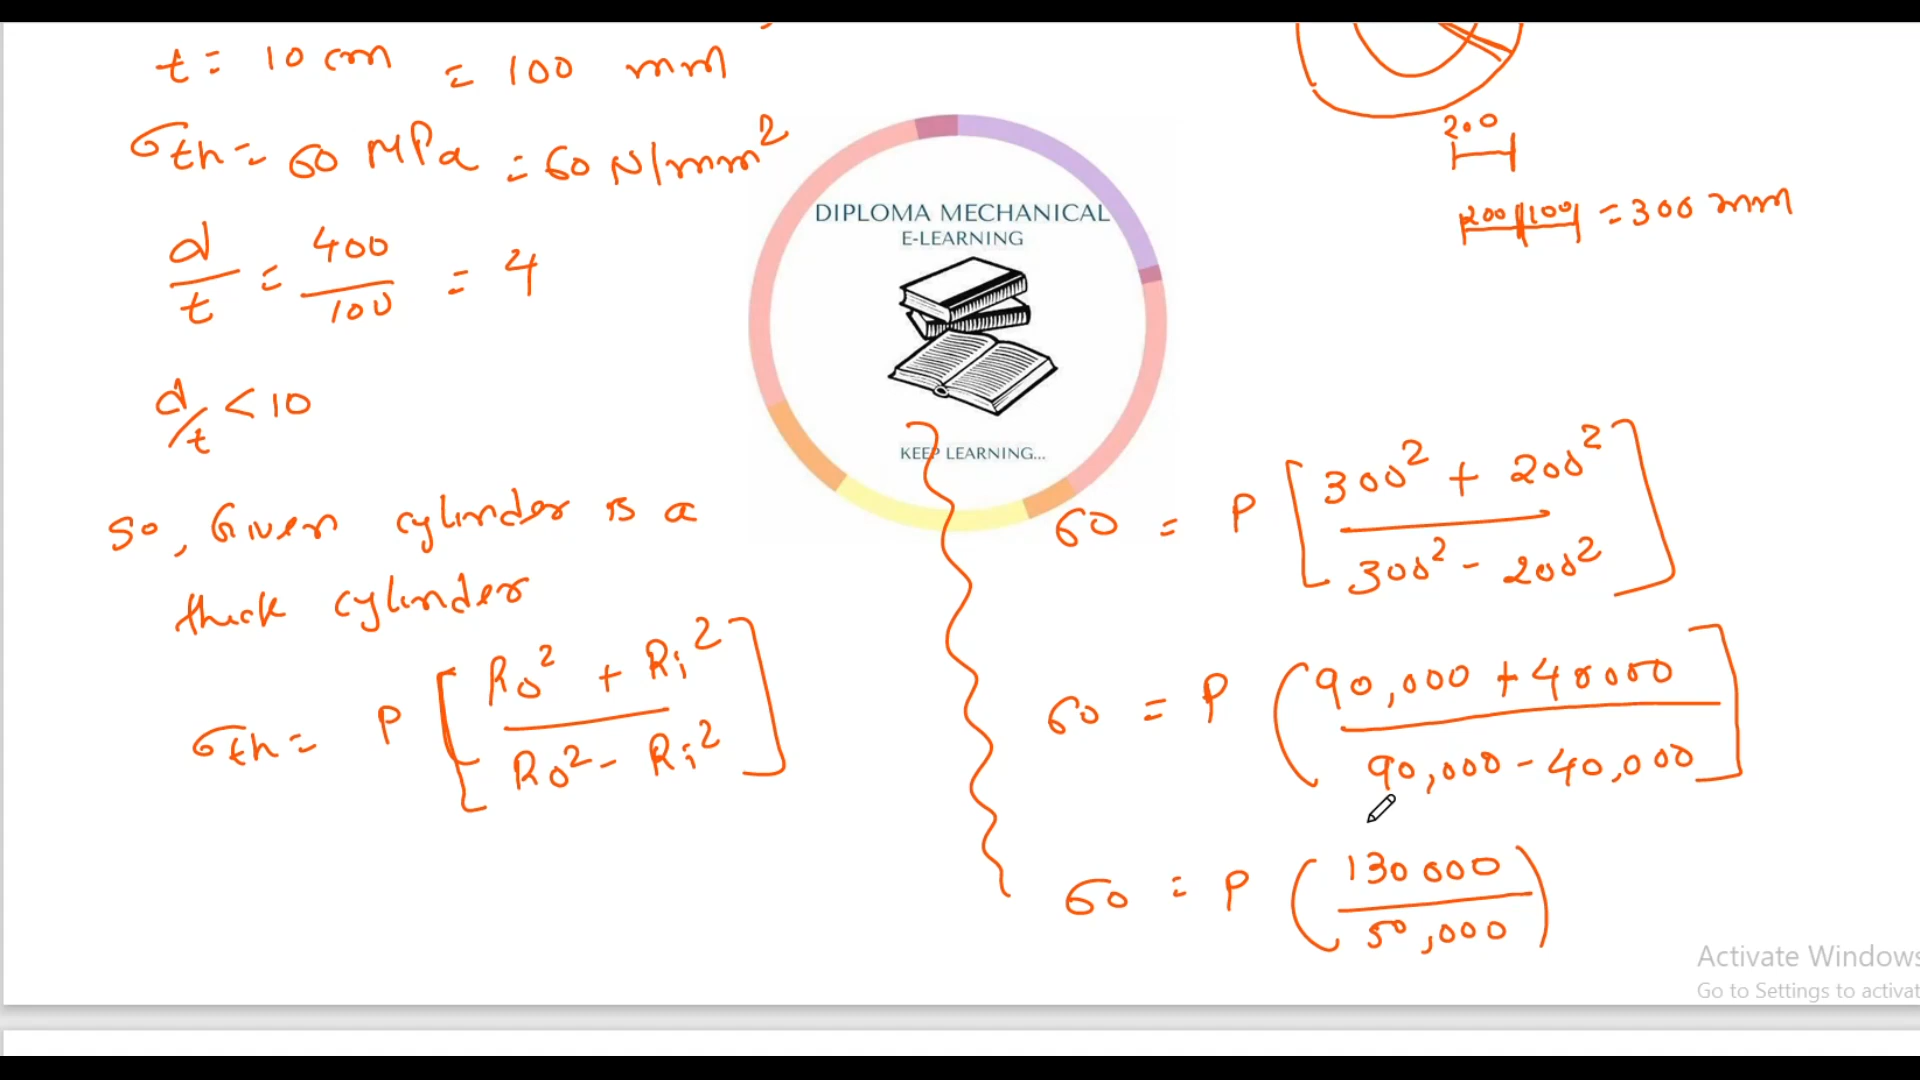 t = 10 cm = 100 mm
σth = 60 MPa = 60 N/mm²
d/t = 400/100 = 4
d/t < 10
So, Given cylinder is a
thick cylinder
σth = P [Ro² + Ri² / Ro² - Ri²]
DIPLOMA MECHANICAL
E-LEARNING
KEEP LEARNING...
200
200 100 = 300 mm
60 = P [300² + 200² / 300² - 200²]
60 = P (90,000 + 40000 / 90,000 - 40,000]
60 = P (130000 / 50,000)
Activate Windows
Go to Settings to activat